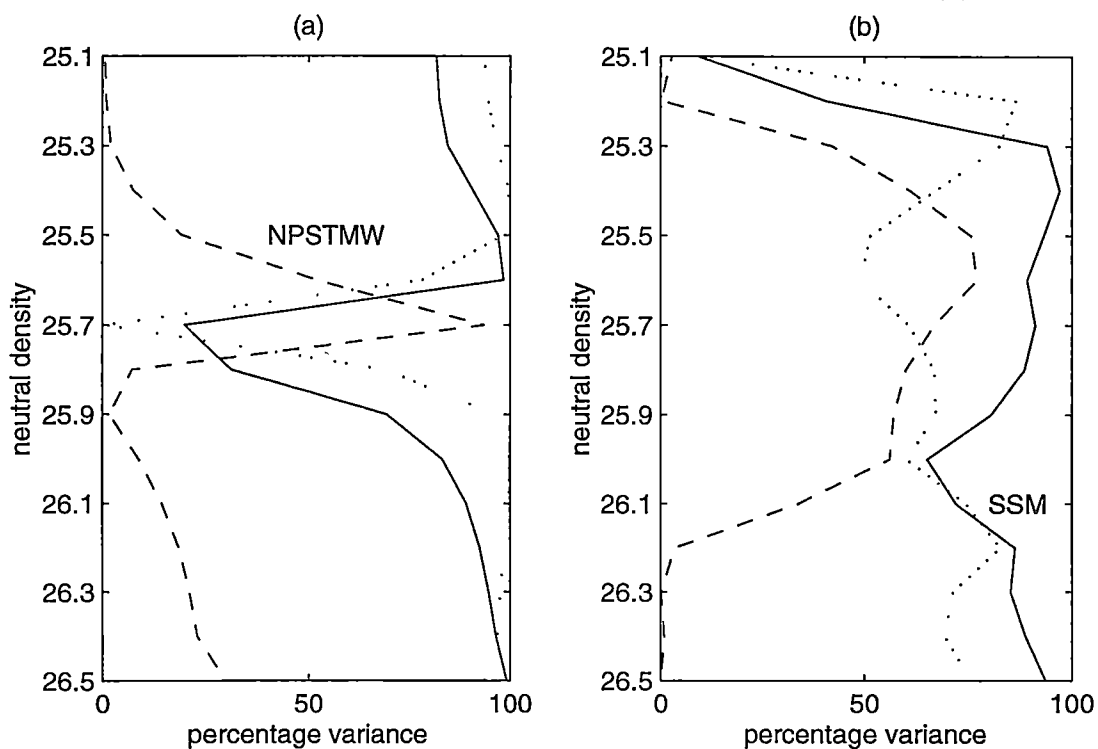 (a)
25.1
25.3
25.5
25.7
25.9
26.1
26.3
26.5
neutral density
NPSTMW
0
50
100
percentage variance
(b)
25.1
25.3
25.5
25.7
25.9
26.1
26.3
26.5
neutral density
SSM
0
50
100
percentage variance